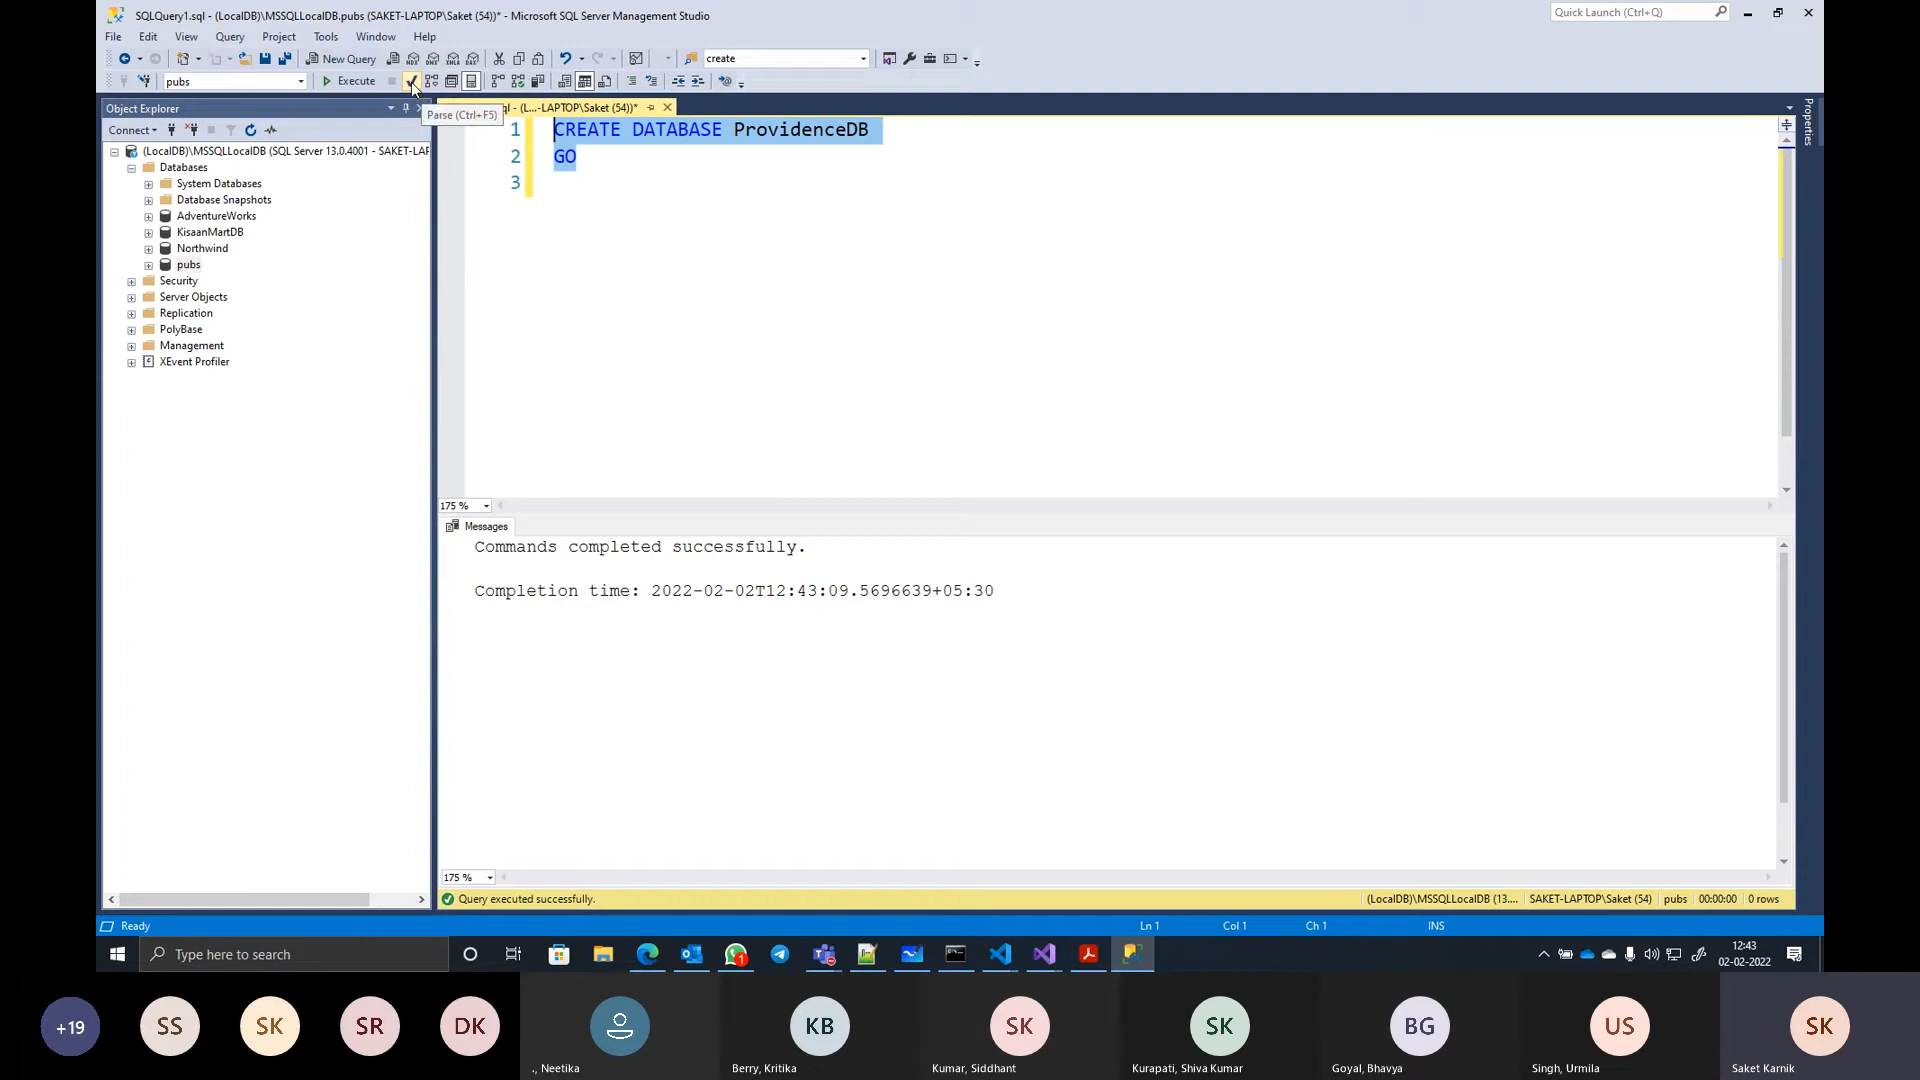 SQLQuery1.sql - (LocalDB)\MSSQLLocalDB.pubs (SAKET-LAPTOP\Saket (54))* - Microsoft SQL Server Management Studio
Quick Launch (Ctrl+Q)
File Edit View Query Project Tools Window Help
New Query
create
pubs
Execute
Object Explorer
ql - (L...-LAPTOP\Saket (54))*
Parse (Ctrl+F5)
Properties
Connect
(LocalDB)\MSSQLLocalDB (SQL Server 13.0.4001 - SAKET-LAP
Databases
System Databases
Database Snapshots
AdventureWorks
KisaanMartDB
Northwind
pubs
Security
Server Objects
Replication
PolyBase
Management
XEvent Profiler
1 CREATE DATABASE ProvidenceDB
2 GO
3
175 %
Messages
Commands completed successfully.
Completion time: 2022-02-02T12:43:09.5696639+05:30
175 %
Query executed successfully.
(LocalDB)\MSSQLLocalDB (13.... SAKET-LAPTOP\Saket (54) pubs 00:00:00 0 rows
Ready
Ln 1 Col 1 Ch 1 INS
Type here to search
1
12:43
02-02-2022
+19 SS SK SR DK KB SK SK BG US SK
., Neetika Berry, Kritika Kumar, Siddhant Kurapati, Shiva Kumar Goyal, Bhavya Singh, Urmila Saket Karnik